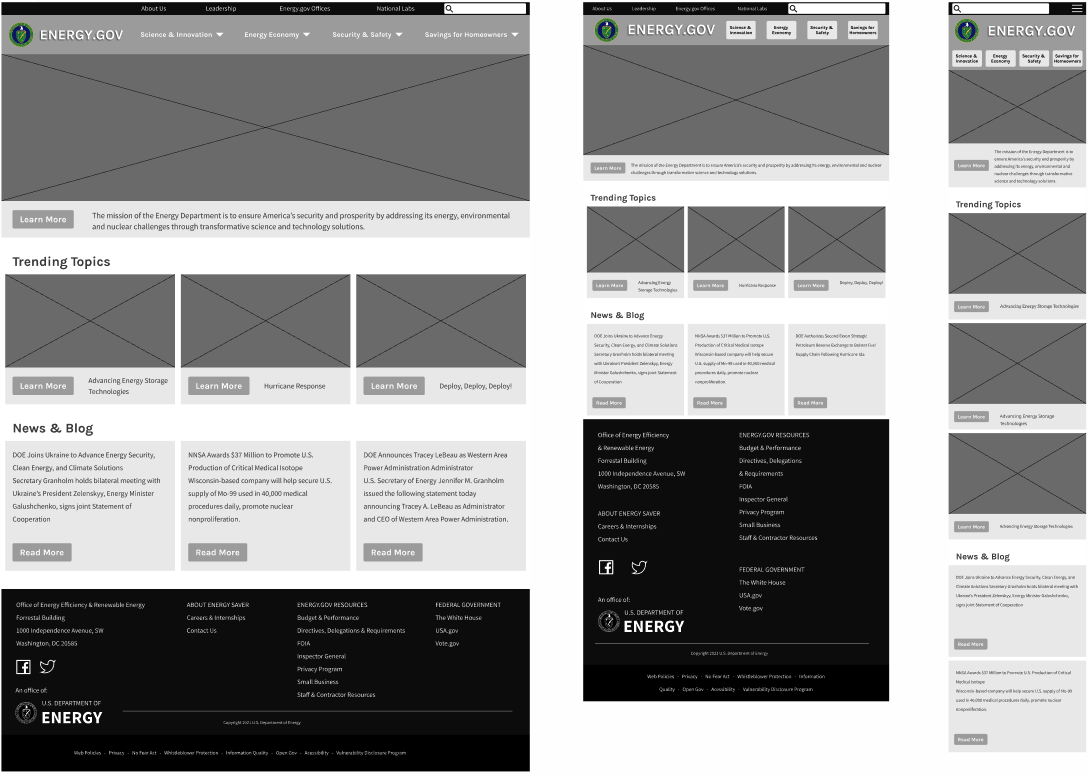 About Us Leadership Energy.gov Offices National Labs
ENERGY.GOV Science & Innovation Energy Economy Security & Safety Savings for Homeowners
Learn More
The mission of the Energy Department is to ensure America's security and prosperity by addressing its energy, environmental
and nuclear challenges through transformative science and technology solutions.
Trending Topics
Learn More
Advancing Energy Storage
Technologies
Learn More
Hurricane Response
Learn More
Deploy, Deploy, Deploy!
News & Blog
DOE Joins Ukraine to Advance Energy Security,
Clean Energy, and Climate Solutions
Secretary Granholm holds bilateral meeting with
Ukraine's President Zelenskyy, Energy Minister
Galushchenko, signs joint Statement of
Cooperation
Read More
NNSA Awards $37 Million to Promote U.S.
Production of Critical Medical Isotope
Wisconsin-based company will help secure U.S.
supply of Mo-99 used in 40,000 medical
procedures daily, promote nuclear
nonproliferation.
Read More
DOE Announces Tracey LeBeau as Western Area
Power Administration Administrator
U.S. Secretary of Energy Jennifer M. Granholm
issued the following statement today
announcing Tracey A. LeBeau as Administrator
and CEO of Western Area Power Administration.
Read More
Office of Energy Efficiency & Renewable Energy
Forrestal Building
1000 Independence Avenue, SW
Washington, DC 20585
An office of:
U.S. DEPARTMENT OF
ENERGY
ABOUT ENERGY SAVER
Careers & Internships
Contact Us
ENERGY.GOV RESOURCES
Budget & Performance
Directives, Delegations & Requirements
FOIA
Inspector General
Privacy Program
Small Business
Staff & Contractor Resources
FEDERAL GOVERNMENT
The White House
USA.gov
Vote.gov
Copyright 2021 U.S. Department of Energy
Web Policies - Privacy - No Fear Act - Whistleblower Protection - Information Quality - Open Gov - Acessibility - Vulnerability Disclosure Program
About Us Leadership Energy.gov Offices National Labs
ENERGY.GOV
Science &
Innovation
Energy
Economy
Security &
Safety
Savings for
Homeowners
Learn More
The mission of the Energy Department is to ensure America's security and prosperity by addressing its energy, environmental and nuclear
challenges through transformative science and technology solutions.
Trending Topics
Learn More
Advancing Energy
Storage Technologies
Learn More
Hurricane Response
Learn More
Deploy, Deploy, Deploy!
News & Blog
DOE Joins Ukraine to Advance Energy
Security, Clean Energy, and Climate Solutions
Secretary Granholm holds bilateral meeting
with Ukraine's President Zelenskyy, Energy
Minister Galushchenko, signs joint Statement
of Cooperation
Read More
NNSA Awards $37 Million to Promote U.S.
Production of Critical Medical Isotope
Wisconsin-based company will help secure
U.S. supply of Mo-99 used in 40,000 medical
procedures daily, promote nuclear
nonproliferation.
Read More
DOE Authorizes Second Exxon Strategic
Petroleum Reserve Exchange to Bolster Fuel
Supply Chain Following Hurricane Ida
Read More
Office of Energy Efficiency
& Renewable Energy
Forrestal Building
1000 Independence Avenue, SW
Washington, DC 20585
ABOUT ENERGY SAVER
Careers & Internships
Contact Us
An office of:
U.S. DEPARTMENT OF
ENERGY
ENERGY.GOV RESOURCES
Budget & Performance
Directives, Delegations
& Requirements
FOIA
Inspector General
Privacy Program
Small Business
Staff & Contractor Resources
FEDERAL GOVERNMENT
The White House
USA.gov
Vote.gov
Copyright 2021 U.S. Department of Energy
Web Policies - Privacy - No Fear Act - Whistleblower Protection - Information
Quality - Open Gov - Acessibility - Vulnerability Disclosure Program
ENERGY.GOV
Science &
Innovation
Energy
Economy
Security &
Safety
Savings for
Homeowners
Learn More
The mission of the Energy Department is to
ensure America's security and prosperity by
addressing its energy, environmental and
nuclear challenges through transformative
science and technology solutions.
Trending Topics
Learn More
Advancing Energy Storage Technologies
Learn More
Advancing Energy Storage
Technologies
Learn More
Advancing Energy Storage Technologies
News & Blog
DOE Joins Ukraine to Advance Energy Security, Clean Energy, and
Climate Solutions Secretary Granholm holds bilateral meeting with
Ukraine's President Zelenskyy, Energy Minister Galushchenko,
signs joint Statement of Cooperation
Read More
NNSA Awards $37 Million to Promote U.S. Production of Critical
Medical Isotope
Wisconsin-based company will help secure U.S. supply of Mo-99
used in 40,000 medical procedures daily, promote nuclear
nonproliferation.
Read More